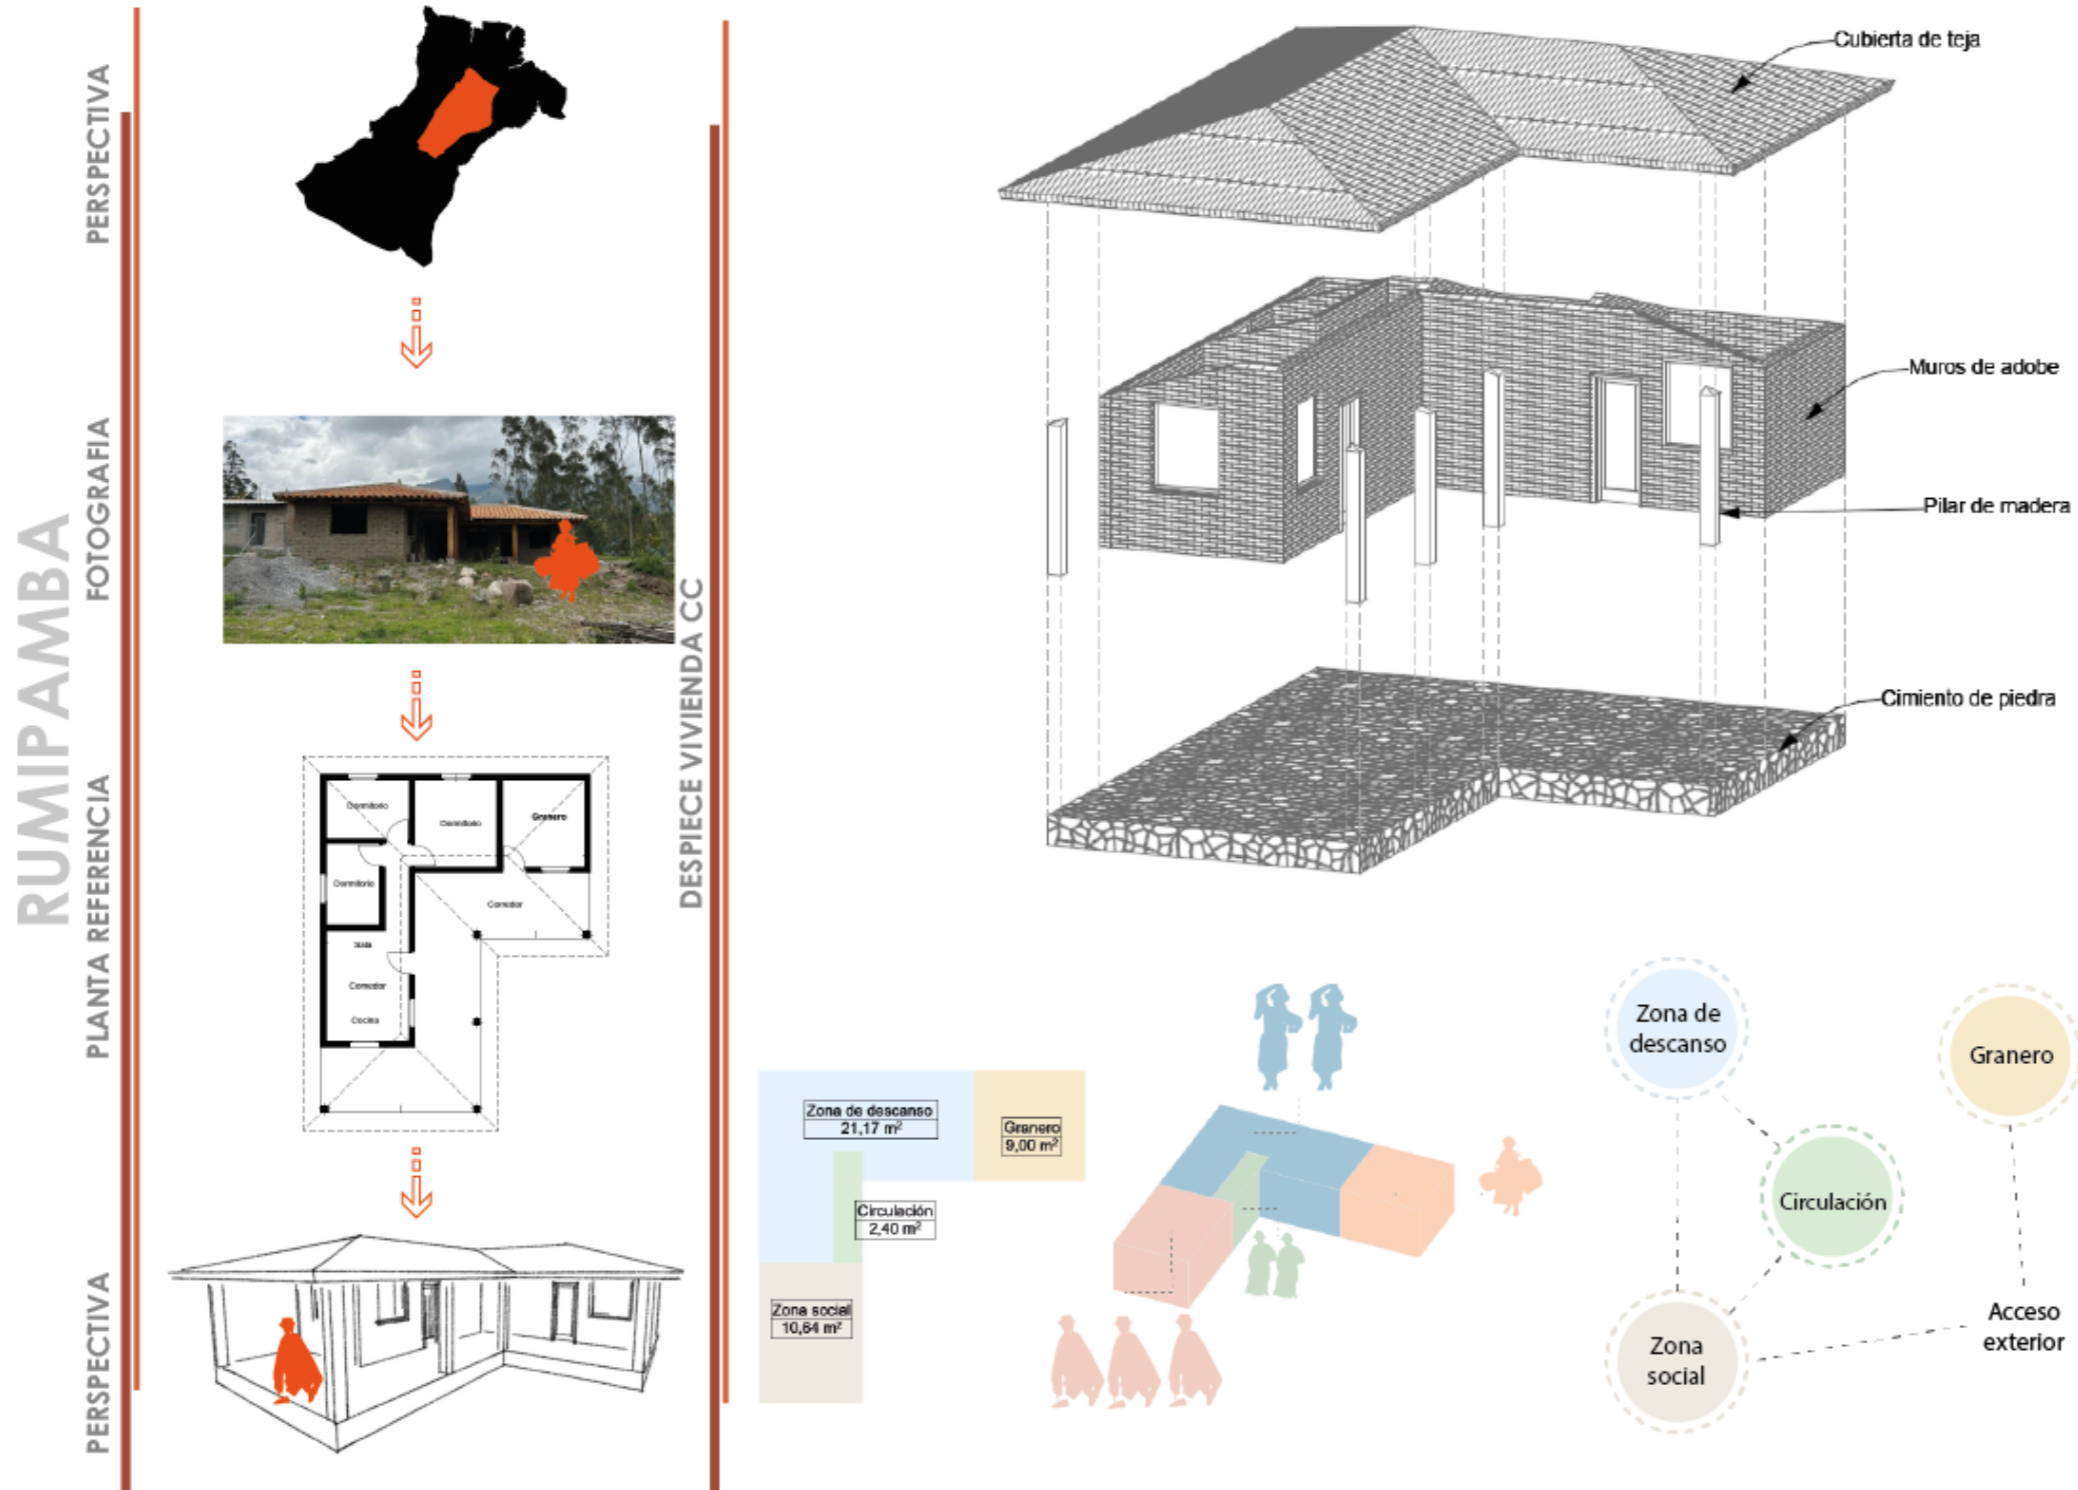 RUMIPAMBA
PERSPECTIVA
FOTOGRAFIA
PLANTA REFERENCIA
PERSPECTIVA
Dormitorio
Dormitorio
Granero
Dormitorio
Corredor
Sala
Comedor
Cocina
DESPIECE VIVIENDA CC
Cubierta de teja
Muros de adobe
Pilar de madera
Cimiento de piedra
Zona de descanso
21,17 m²
Granero
9,00 m²
Circulación
2,40 m²
Zona social
10,64 m²
Zona de
descanso
Granero
Circulación
Zona
social
Acceso
exterior